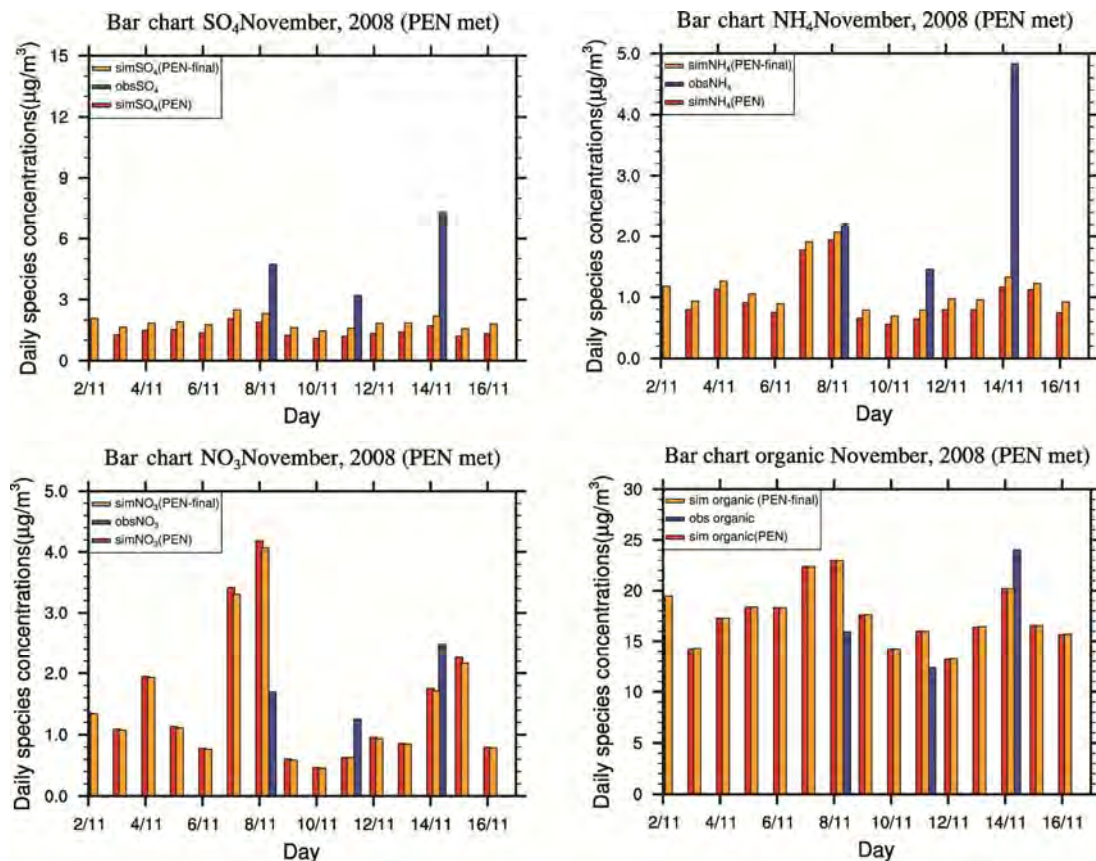 Bar chart SO₄November, 2008 (PEN met)
Daily species concentrations(µg/m³)
15
12
9
6
3
0
simSO₄(PEN-final)
obsSO₄
simSO₄(PEN)
2/11 4/11 6/11 8/11 10/11 12/11 14/11 16/11
Day
Bar chart NH₄November, 2008 (PEN met)
Daily species concentrations(µg/m³)
5.0
4.0
3.0
2.0
1.0
0.0
simNH₄(PEN-final)
obsNH₄
simNH₄(PEN)
2/11 4/11 6/11 8/11 10/11 12/11 14/11 16/11
Day
Bar chart NO₃November, 2008 (PEN met)
Daily species concentrations(µg/m³)
5.0
4.0
3.0
2.0
1.0
0.0
simNO₃(PEN-final)
obsNO₃
simNO₃(PEN)
2/11 4/11 6/11 8/11 10/11 12/11 14/11 16/11
Day
Bar chart organic November, 2008 (PEN met)
Daily species concentrations(µg/m³)
30
25
20
15
10
5
0
sim organic (PEN-final)
obs organic
sim organic(PEN)
2/11 4/11 6/11 8/11 10/11 12/11 14/11 16/11
Day